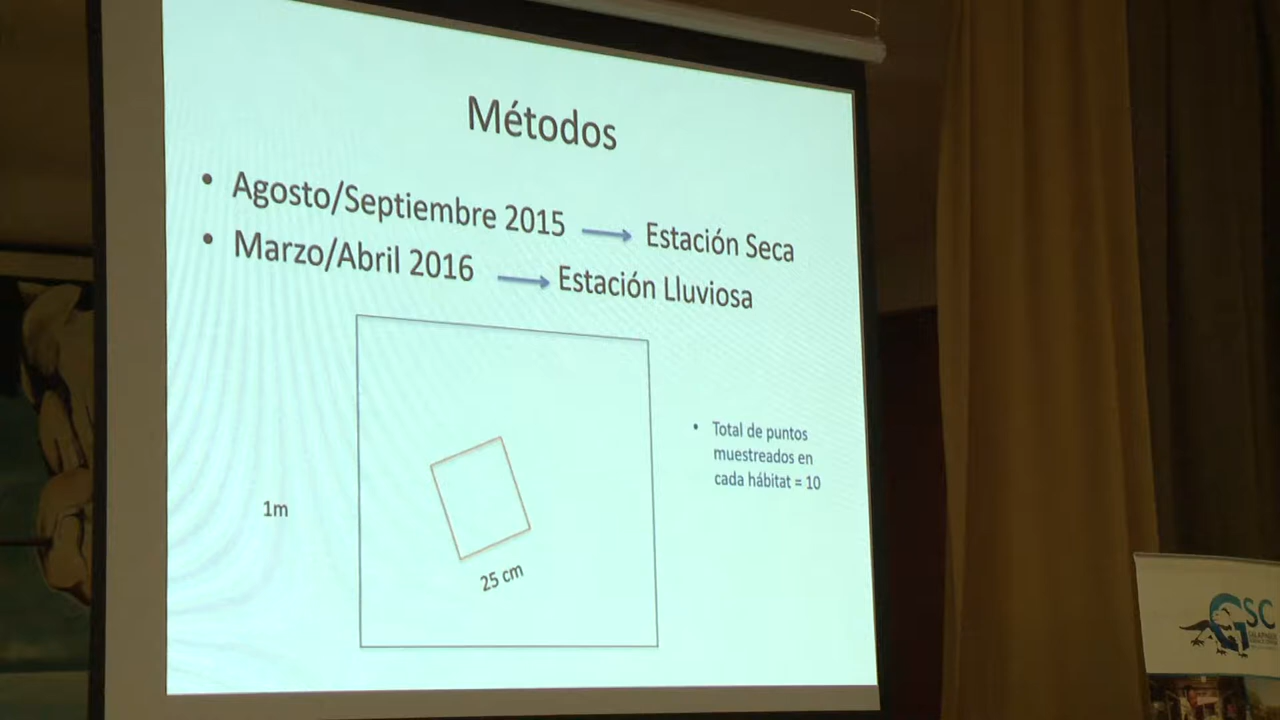 Métodos
• Agosto/Septiembre 2015 → Estación Seca
• Marzo/Abril 2016 → Estación Lluviosa
• Total de puntos
muestreados en
cada hábitat = 10
1m
25 cm
GSC